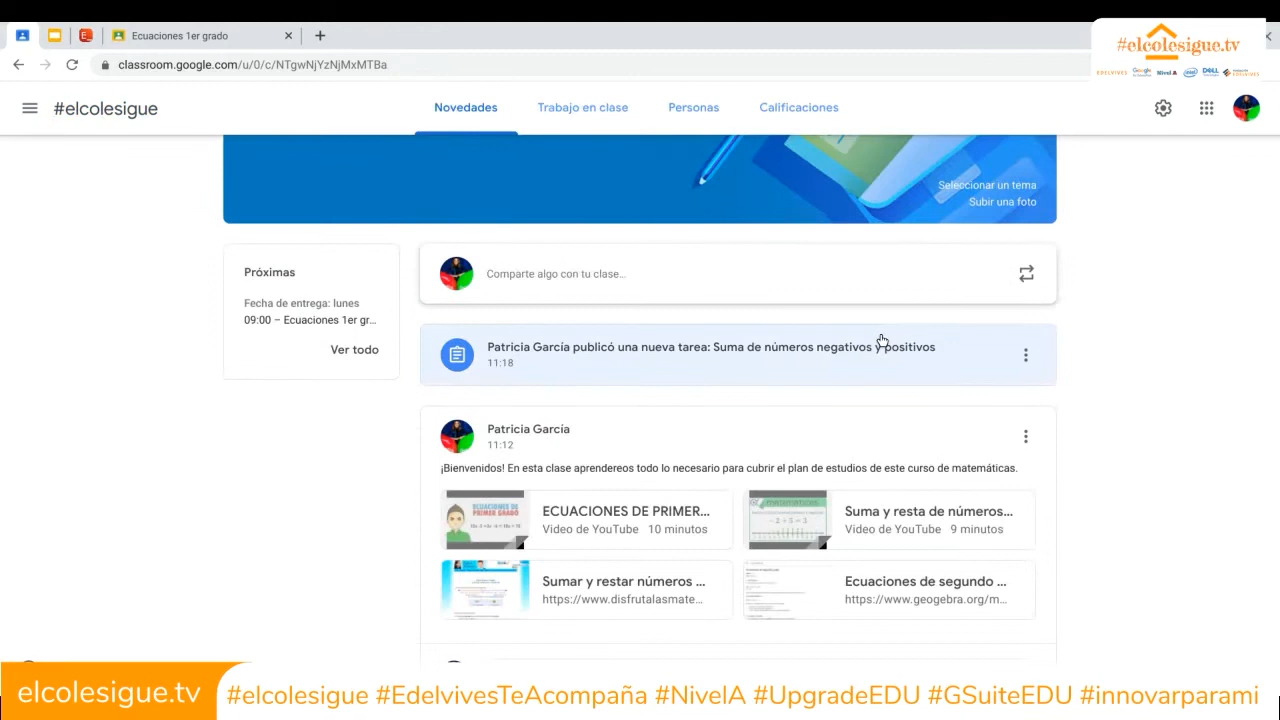 Ecuaciones 1er grado
#elcolesigue.tv
EDELVIVES Google NivelA intel DELL
classroom.google.com/u/0/c/NTgwNjYzNjMxMTBa
#elcolesigue
Novedades
Trabajo en clase
Personas
Calificaciones
Seleccionar un tema
Subir una foto
Próximas
Fecha de entrega: lunes
09:00 – Ecuaciones 1er gr...
Ver todo
Comparte algo con tu clase...
Patricia García publicó una nueva tarea: Suma de números negativos y positivos
11:18
Patricia García
11:12
¡Bienvenidos! En esta clase aprendereos todo lo necesario para cubrir el plan de estudios de este curso de matemáticas.
ECUACIONES DE PRIMER...
Video de YouTube 10 minutos
Suma y resta de números...
Video de YouTube 9 minutos
Sumar y restar números ...
https://www.disfrutalasmate...
Ecuaciones de segundo ...
https://www.geogebra.org/m...
elcolesigue.tv
#elcolesigue #EdelvivesTeAcompaña #NivelA #UpgradeEDU #GSuiteEDU #innovarparami